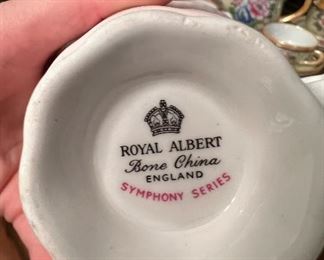 ROYAL ALBERT
Bone China
ENGLAND
SYMPHONY SERIES